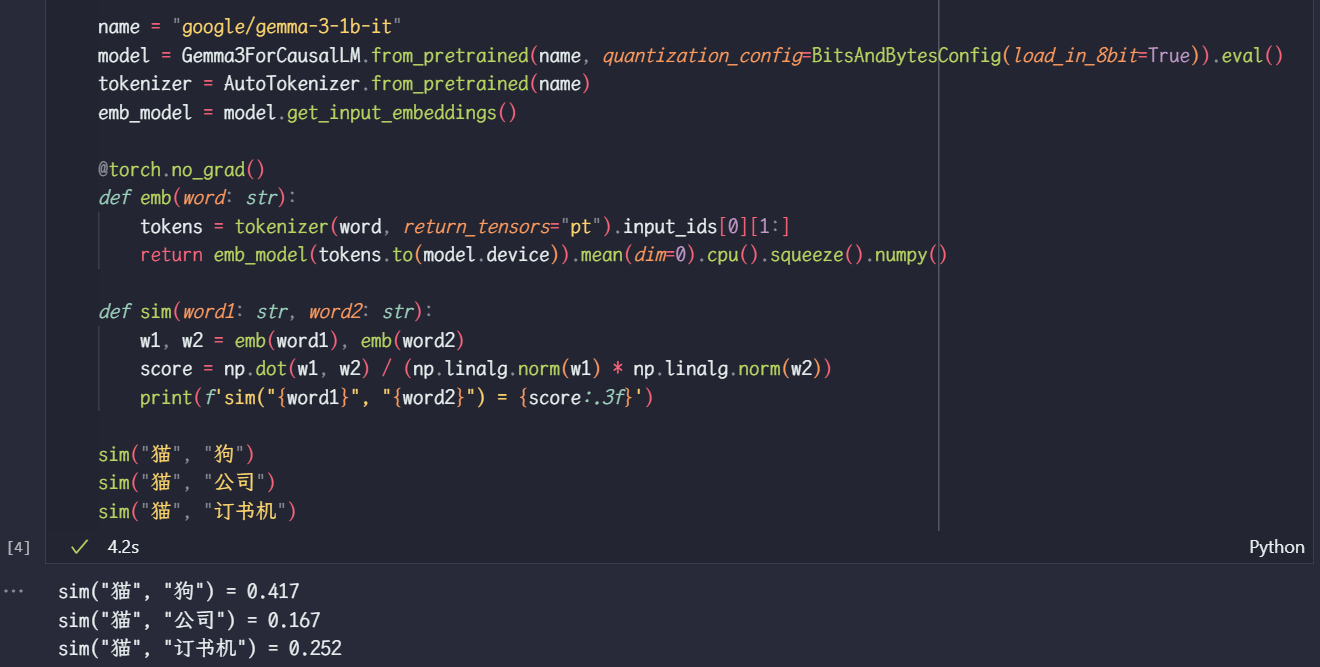 name = "google/gemma-3-1b-it"
model = Gemma3ForCausalLM.from_pretrained(name, quantization_config=BitsAndBytesConfig(load_in_8bit=True)).eval()
tokenizer = AutoTokenizer.from_pretrained(name)
emb_model = model.get_input_embeddings()
@torch.no_grad()
def emb(word: str):
    tokens = tokenizer(word, return_tensors="pt").input_ids[0][1:]
    return emb_model(tokens.to(model.device)).mean(dim=0).cpu().squeeze().numpy()
def sim(word1: str, word2: str):
    w1, w2 = emb(word1), emb(word2)
    score = np.dot(w1, w2) / (np.linalg.norm(w1) * np.linalg.norm(w2))
    print(f'sim("{word1}", "{word2}") = {score:.3f}')
sim("猫", "狗")
sim("猫", "公司")
sim("猫", "订书机")
[4] ✓ 4.2s Python
... sim("猫", "狗") = 0.417
sim("猫", "公司") = 0.167
sim("猫", "订书机") = 0.252